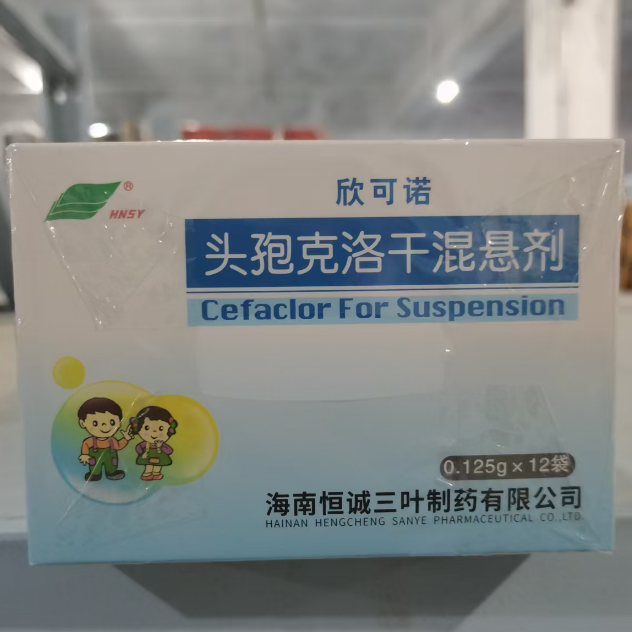 欣可诺
®
HNSY
头孢克洛干混悬剂
Cefaclor For Suspension
0.125g×12袋
海南恒诚三叶制药有限公司
HAINAN HENGCHENG SANYE PHARMACEUTICAL CO.,LTD.